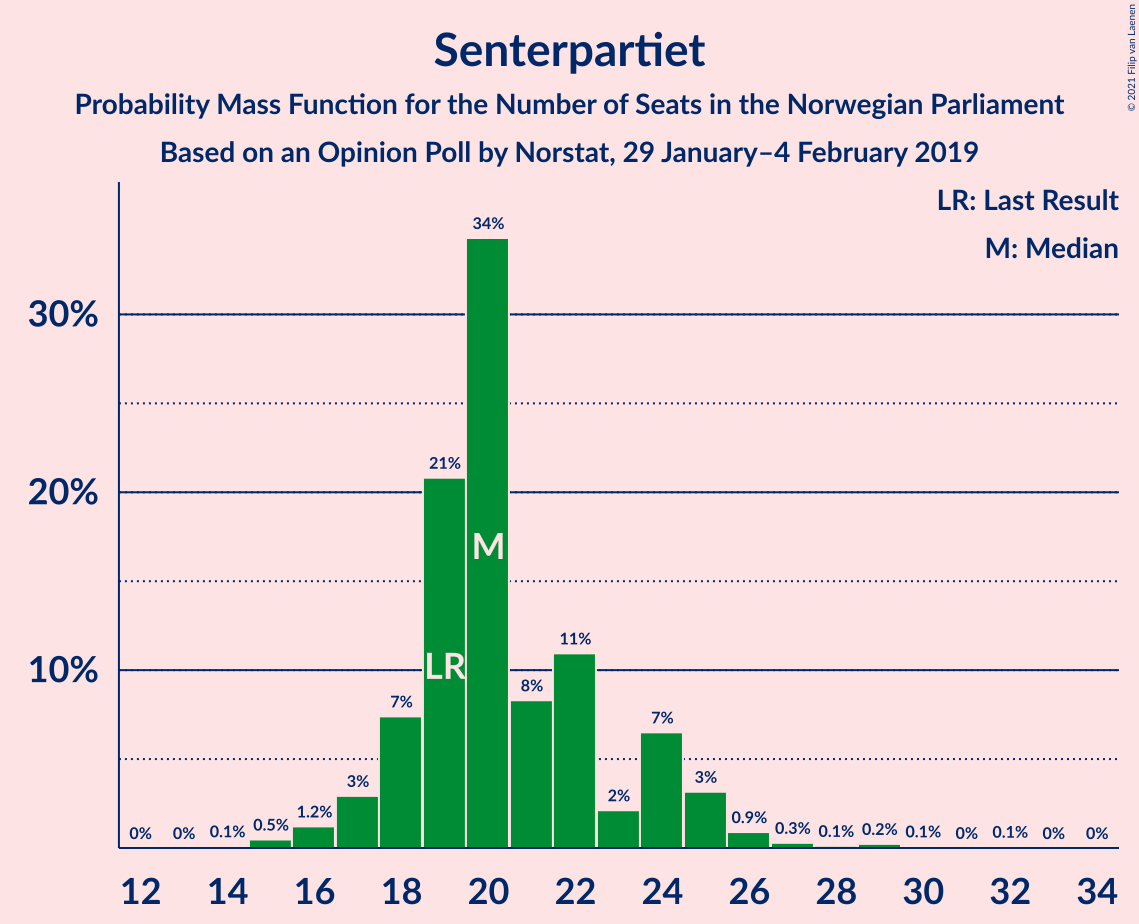 Senterpartiet
Probability Mass Function for the Number of Seats in the Norwegian Parliament
Based on an Opinion Poll by Norstat, 29 January–4 February 2019
© 2021 Filip van Laenen
LR: Last Result
M: Median
30%
20%
10%
0%
0%
0.1%
0.5%
1.2%
3%
7%
21%
34%
8%
11%
2%
7%
3%
0.9%
0.3%
0.1%
0.2%
0.1%
0%
0.1%
0%
0%
LR
M
12 14 16 18 20 22 24 26 28 30 32 34